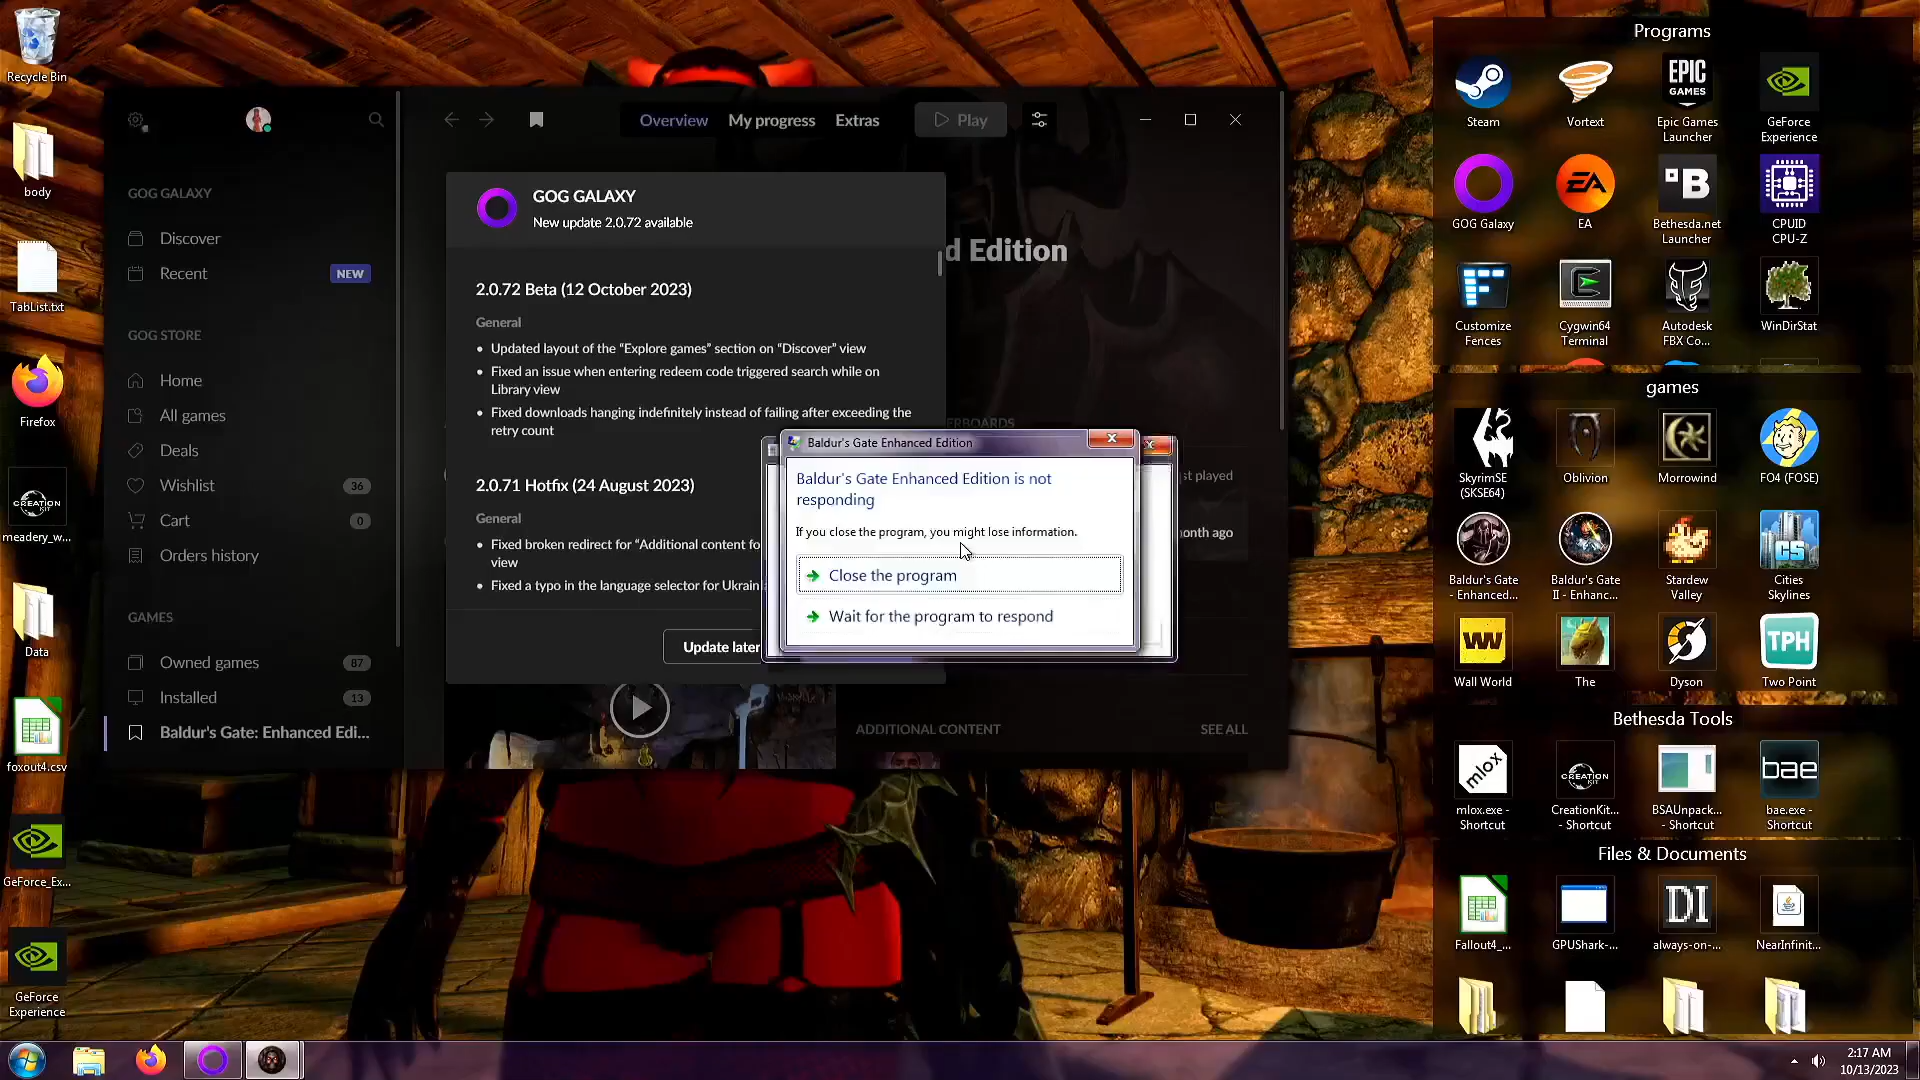 Recycle Bin
body
TabList.txt
Firefox
CREATION
KIT
meadery_w...
Data
foxout4.csv
GeForce_Ex...
GeForce
Experience
GOG GALAXY
Discover
Recent
NEW
GOG STORE
Home
All games
Deals
Wishlist
36
Cart
0
Orders history
GAMES
Owned games
87
Installed
13
Baldur's Gate: Enhanced Edi...
Overview
My progress
Extras
Play
d Edition
GOG GALAXY
New update 2.0.72 available
2.0.72 Beta (12 October 2023)
General
• Updated layout of the “Explore games” section on “Discover” view
• Fixed an issue when entering redeem code triggered search while on
Library view
• Fixed downloads hanging indefinitely instead of failing after exceeding the
retry count
2.0.71 Hotfix (24 August 2023)
General
• Fixed broken redirect for “Additional content fo
view
• Fixed a typo in the language selector for Ukrain
Update later
ERBOARDS
st played
onth ago
Baldur's Gate Enhanced Edition
Baldur's Gate Enhanced Edition is not
responding
If you close the program, you might lose information.
Close the program
Wait for the program to respond
ADDITIONAL CONTENT
SEE ALL
Programs
Steam
Vortext
EPIC
GAMES
Epic Games
Launcher
GeForce
Experience
GOG Galaxy
EA
EA
B
Bethesda.net
Launcher
CPUID
CPU-Z
F
Customize
Fences
Cygwin64
Terminal
Autodesk
FBX Co...
WinDirStat
games
SkyrimSE
(SKSE64)
Oblivion
Morrowind
FO4 (FOSE)
Baldur's Gate
- Enhanced...
Baldur's Gate
II - Enhanc...
Stardew
Valley
CS
Cities
Skylines
WW
Wall World
The
Dyson
TPH
Two Point
Bethesda Tools
mlox
mlox.exe -
Shortcut
CREATION
KIT
CreationKit...
- Shortcut
BSAUnpack...
- Shortcut
bae
bae.exe -
Shortcut
Files & Documents
Fallout4_...
GPUShark-...
DI
always-on-...
NearInfinit...
2:17 AM
10/13/2023